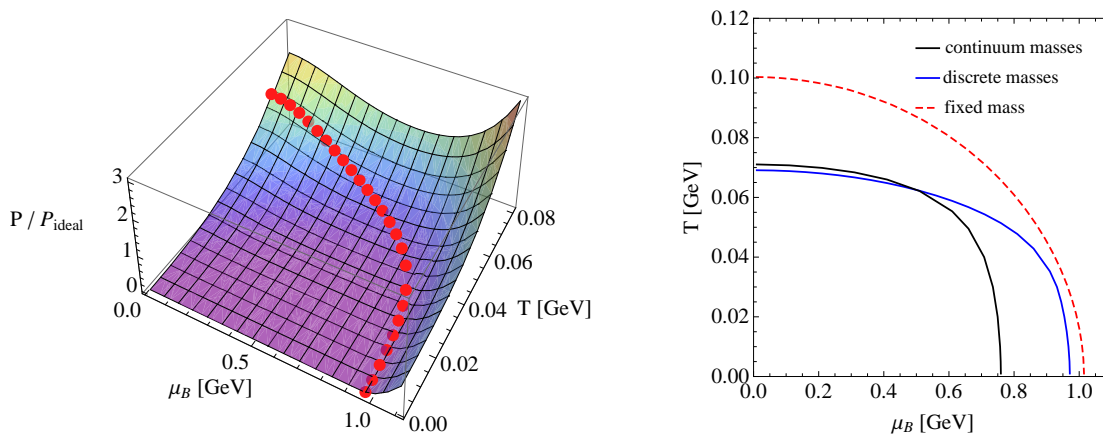 3
2
1
0
P / P_ideal
0.0
0.5
1.0
μ_B [GeV]
0.00
0.02
0.04
0.06
0.08
T [GeV]
0.12
0.10
0.08
0.06
0.04
0.02
0.00
T [GeV]
continuum masses
discrete masses
fixed mass
0.0 0.2 0.4 0.6 0.8 1.0
μ_B [GeV]